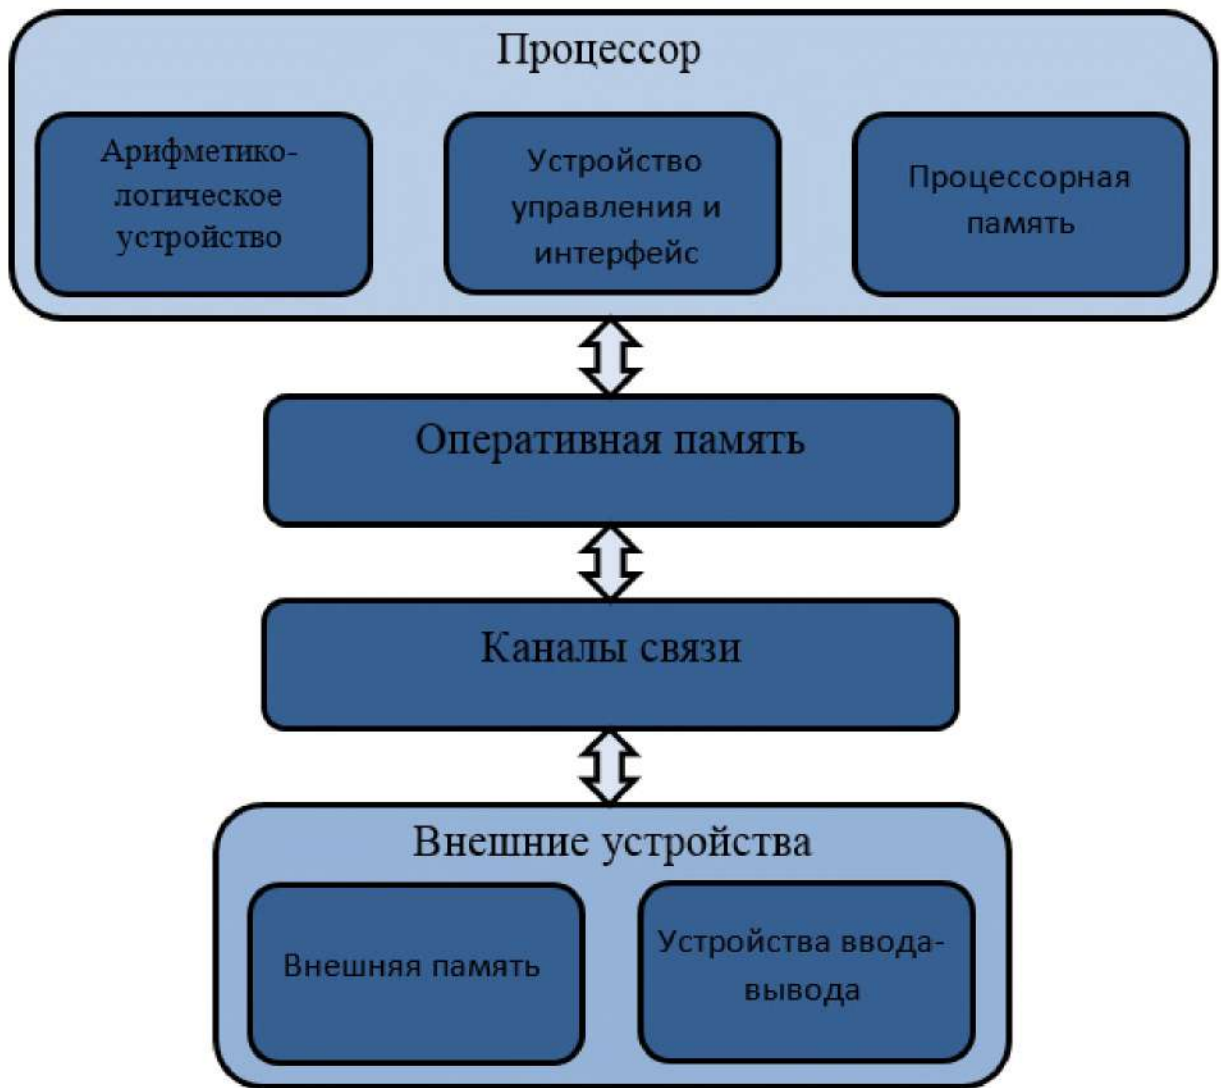 Процессор
Арифметико-
логическое
устройство
Устройство
управления и
интерфейс
Процессорная
память
Оперативная память
Каналы связи
Внешние устройства
Внешняя память
Устройства ввода-
вывода